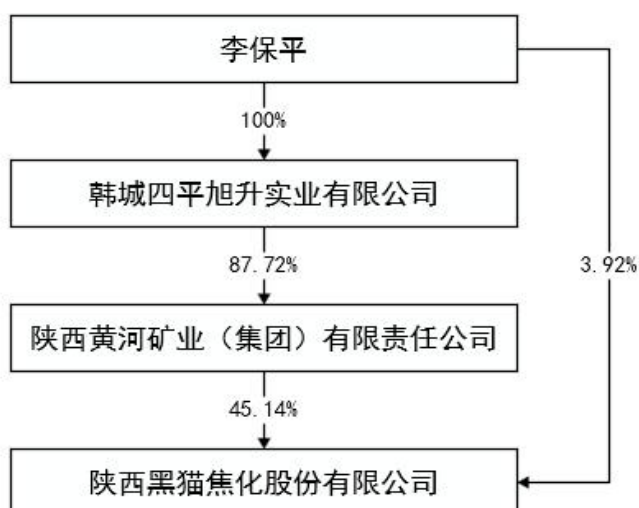 李保平
100%
韩城四平旭升实业有限公司
87.72%
3.92%
陕西黄河矿业（集团）有限责任公司
45.14%
陕西黑猫焦化股份有限公司